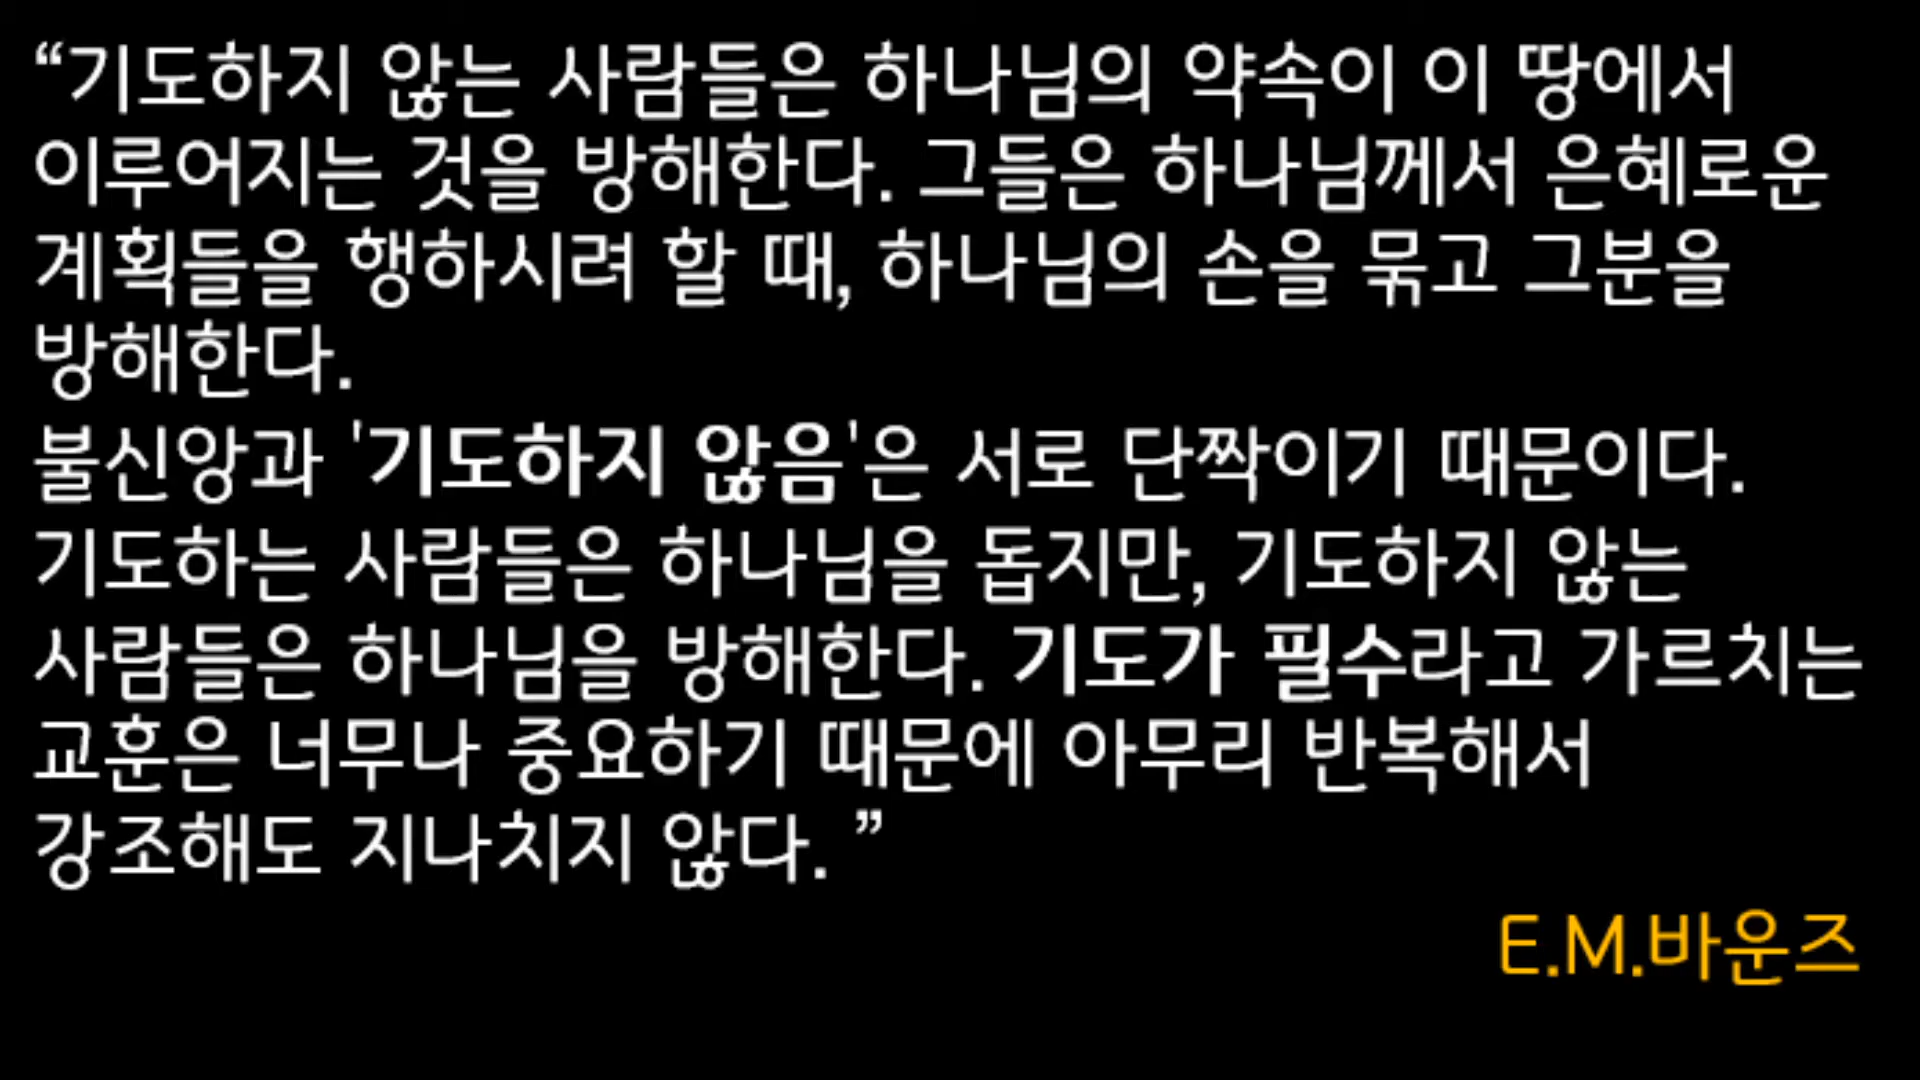 “기도하지 않는 사람들은 하나님의 약속이 이 땅에서
이루어지는 것을 방해한다. 그들은 하나님께서 은혜로운
계획들을 행하시려 할 때, 하나님의 손을 묶고 그분을
방해한다.
불신앙과 '기도하지 않음'은 서로 단짝이기 때문이다.
기도하는 사람들은 하나님을 돕지만, 기도하지 않는
사람들은 하나님을 방해한다. 기도가 필수라고 가르치는
교훈은 너무나 중요하기 때문에 아무리 반복해서
강조해도 지나치지 않다. ”
E.M.바운즈